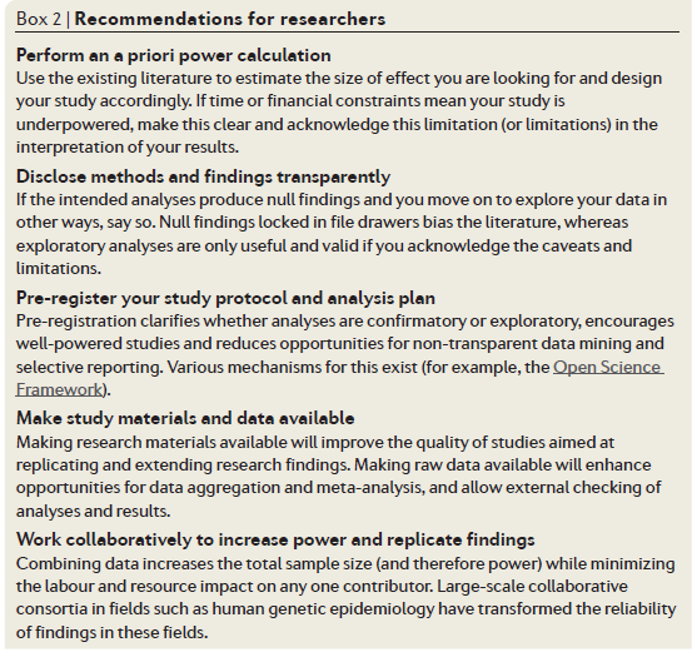 Box 2 | Recommendations for researchers
Perform an a priori power calculation
Use the existing literature to estimate the size of effect you are looking for and design
your study accordingly. If time or financial constraints mean your study is
underpowered, make this clear and acknowledge this limitation (or limitations) in the
interpretation of your results.
Disclose methods and findings transparently
If the intended analyses produce null findings and you move on to explore your data in
other ways, say so. Null findings locked in file drawers bias the literature, whereas
exploratory analyses are only useful and valid if you acknowledge the caveats and
limitations.
Pre-register your study protocol and analysis plan
Pre-registration clarifies whether analyses are confirmatory or exploratory, encourages
well-powered studies and reduces opportunities for non-transparent data mining and
selective reporting. Various mechanisms for this exist (for example, the Open Science
Framework).
Make study materials and data available
Making research materials available will improve the quality of studies aimed at
replicating and extending research findings. Making raw data available will enhance
opportunities for data aggregation and meta-analysis, and allow external checking of
analyses and results.
Work collaboratively to increase power and replicate findings
Combining data increases the total sample size (and therefore power) while minimizing
the labour and resource impact on any one contributor. Large-scale collaborative
consortia in fields such as human genetic epidemiology have transformed the reliability
of findings in these fields.